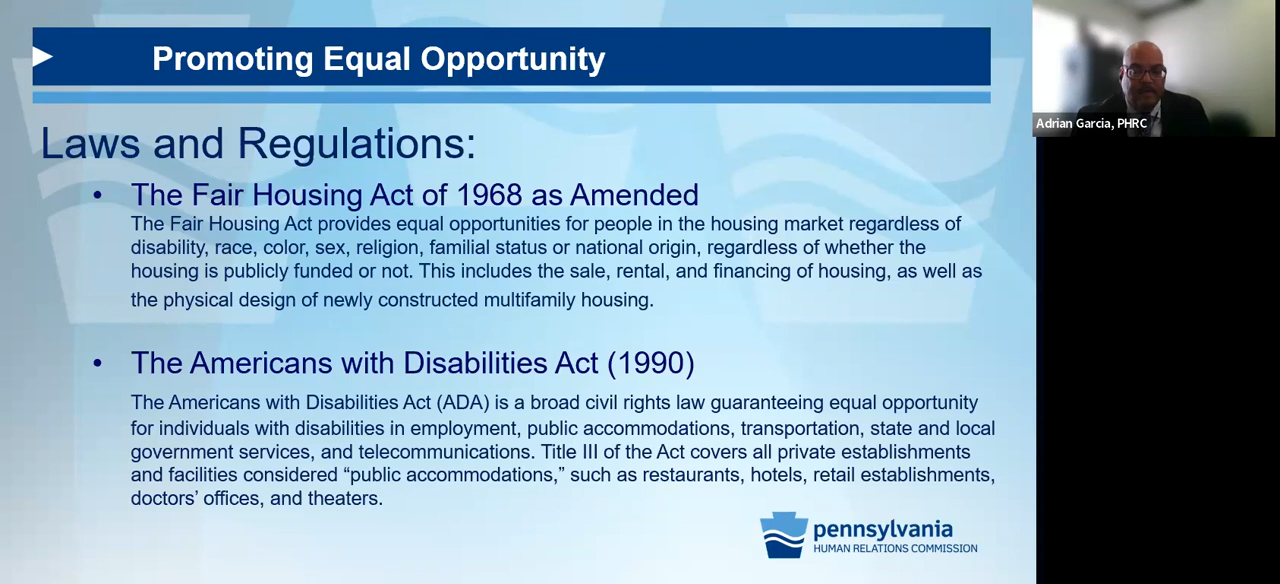 Promoting Equal Opportunity
Adrian Garcia, PHRC
Laws and Regulations:
• The Fair Housing Act of 1968 as Amended
The Fair Housing Act provides equal opportunities for people in the housing market regardless of
disability, race, color, sex, religion, familial status or national origin, regardless of whether the
housing is publicly funded or not. This includes the sale, rental, and financing of housing, as well as
the physical design of newly constructed multifamily housing.
• The Americans with Disabilities Act (1990)
The Americans with Disabilities Act (ADA) is a broad civil rights law guaranteeing equal opportunity
for individuals with disabilities in employment, public accommodations, transportation, state and local
government services, and telecommunications. Title III of the Act covers all private establishments
and facilities considered “public accommodations,” such as restaurants, hotels, retail establishments,
doctors’ offices, and theaters.
pennsylvania
HUMAN RELATIONS COMMISSION